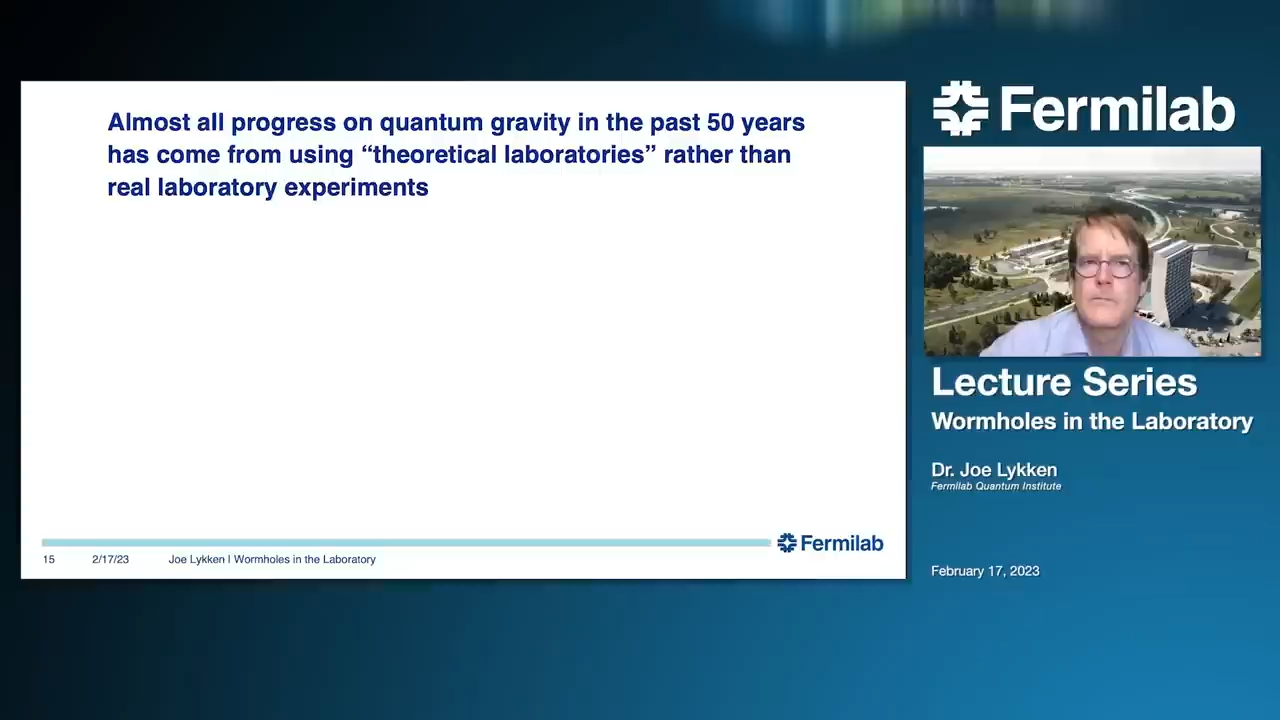 Almost all progress on quantum gravity in the past 50 years
has come from using “theoretical laboratories” rather than
real laboratory experiments
15 2/17/23 Joe Lykken | Wormholes in the Laboratory
Fermilab
Fermilab
Lecture Series
Wormholes in the Laboratory
Dr. Joe Lykken
Fermilab Quantum Institute
February 17, 2023